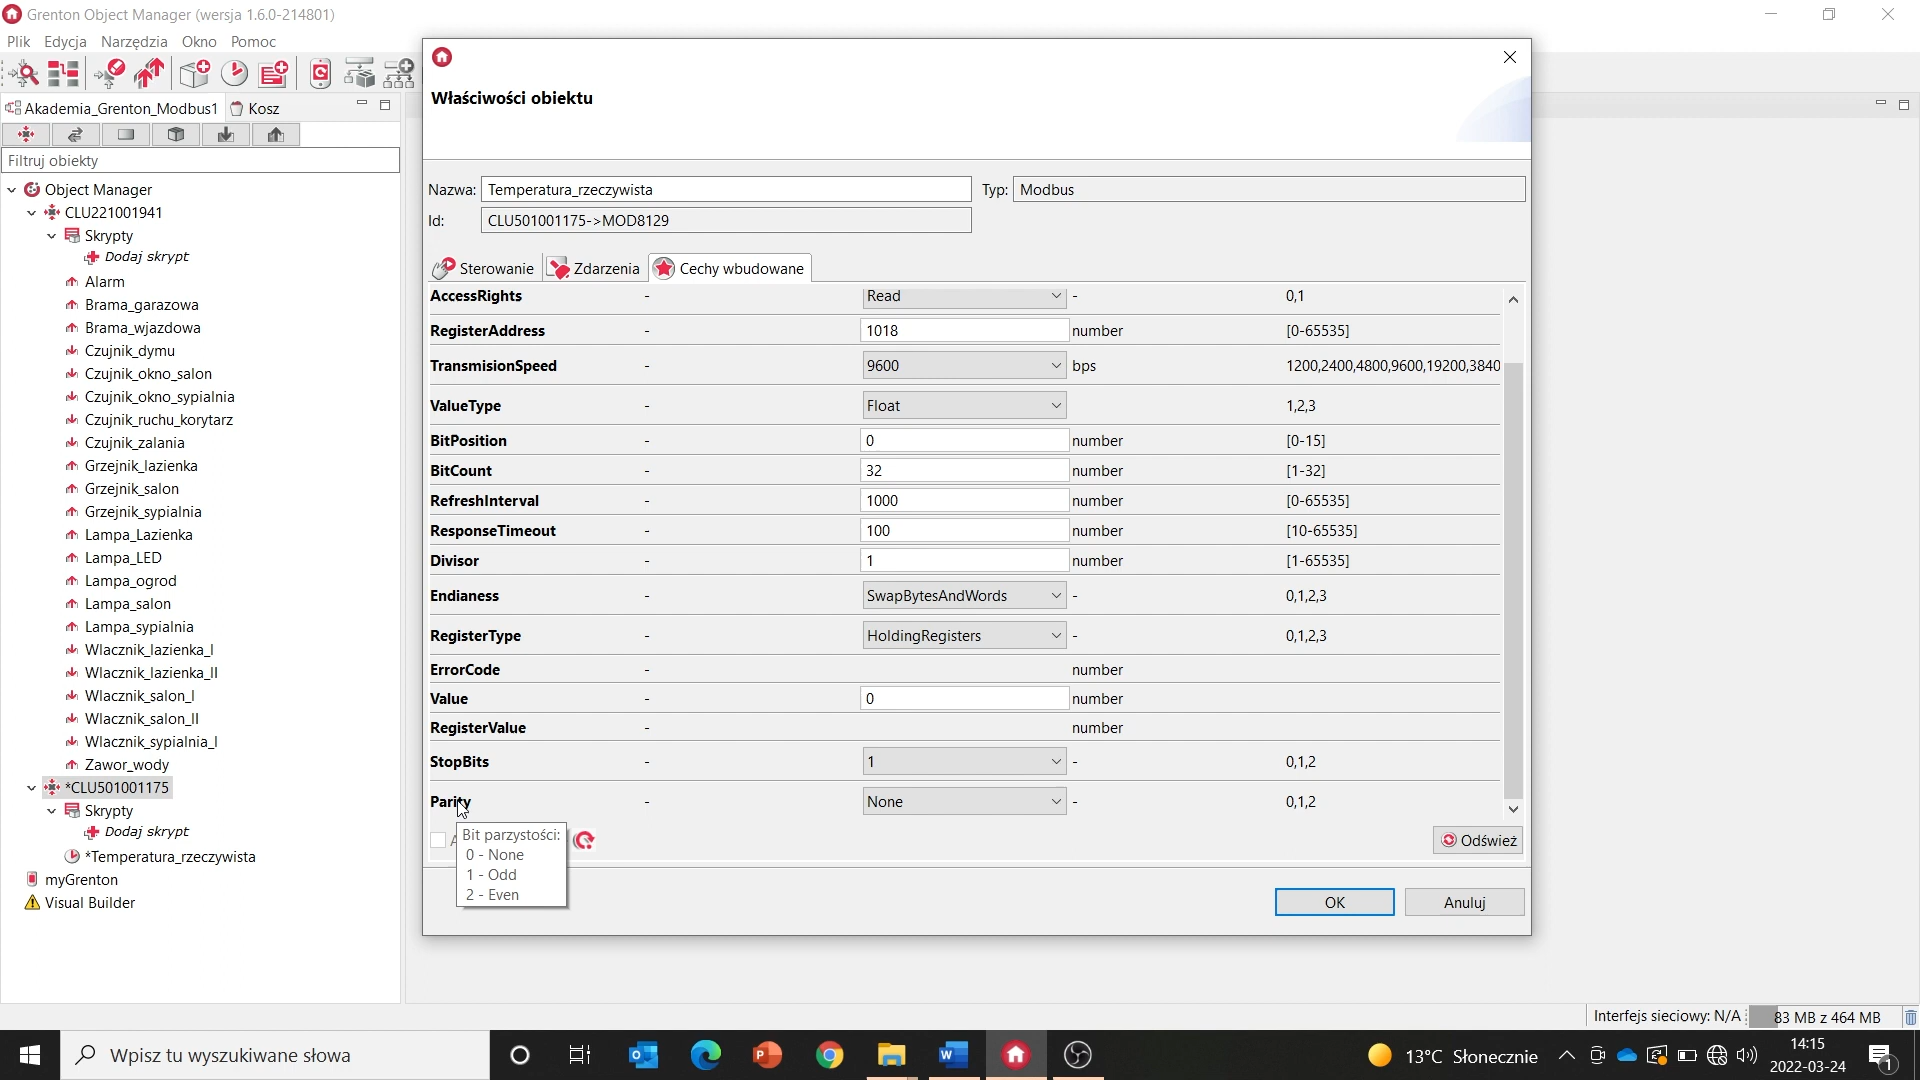 Grenton Object Manager (wersja 1.6.0-214801)
Plik Edycja Narzędzia Okno Pomoc
Akademia_Grenton_Modbus1 Kosz
Filtruj obiekty
Object Manager
CLU221001941
Skrypty
Dodaj skrypt
Alarm
Brama_garazowa
Brama_wjazdowa
Czujnik_dymu
Czujnik_okno_salon
Czujnik_okno_sypialnia
Czujnik_ruchu_korytarz
Czujnik_zalania
Grzejnik_lazienka
Grzejnik_salon
Grzejnik_sypialnia
Lampa_Lazienka
Lampa_LED
Lampa_ogrod
Lampa_salon
Lampa_sypialnia
Wlacznik_lazienka_I
Wlacznik_lazienka_II
Wlacznik_salon_I
Wlacznik_salon_II
Wlacznik_sypialnia_I
Zawor_wody
*CLU501001175
Skrypty
Dodaj skrypt
*Temperatura_rzeczywista
myGrenton
Visual Builder
Właściwości obiektu
Nazwa: Temperatura_rzeczywista Typ: Modbus
Id: CLU501001175->MOD8129
Sterowanie Zdarzenia Cechy wbudowane
AccessRights - Read - 0,1
RegisterAddress - 1018 number [0-65535]
TransmisionSpeed - 9600 bps 1200,2400,4800,9600,19200,3840
ValueType - Float 1,2,3
BitPosition - 0 number [0-15]
BitCount - 32 number [1-32]
RefreshInterval - 1000 number [0-65535]
ResponseTimeout - 100 number [10-65535]
Divisor - 1 number [1-65535]
Endianess - SwapBytesAndWords - 0,1,2,3
RegisterType - HoldingRegisters - 0,1,2,3
ErrorCode - number
Value - 0 number
RegisterValue - number
StopBits - 1 - 0,1,2
Parity - None - 0,1,2
Bit parzystości:
0 - None
1 - Odd
2 - Even
Odśwież
OK Anuluj
Interfejs sieciowy: N/A 83 MB z 464 MB
Wpisz tu wyszukiwane słowa
13°C Słonecznie
14:15
2022-03-24
1